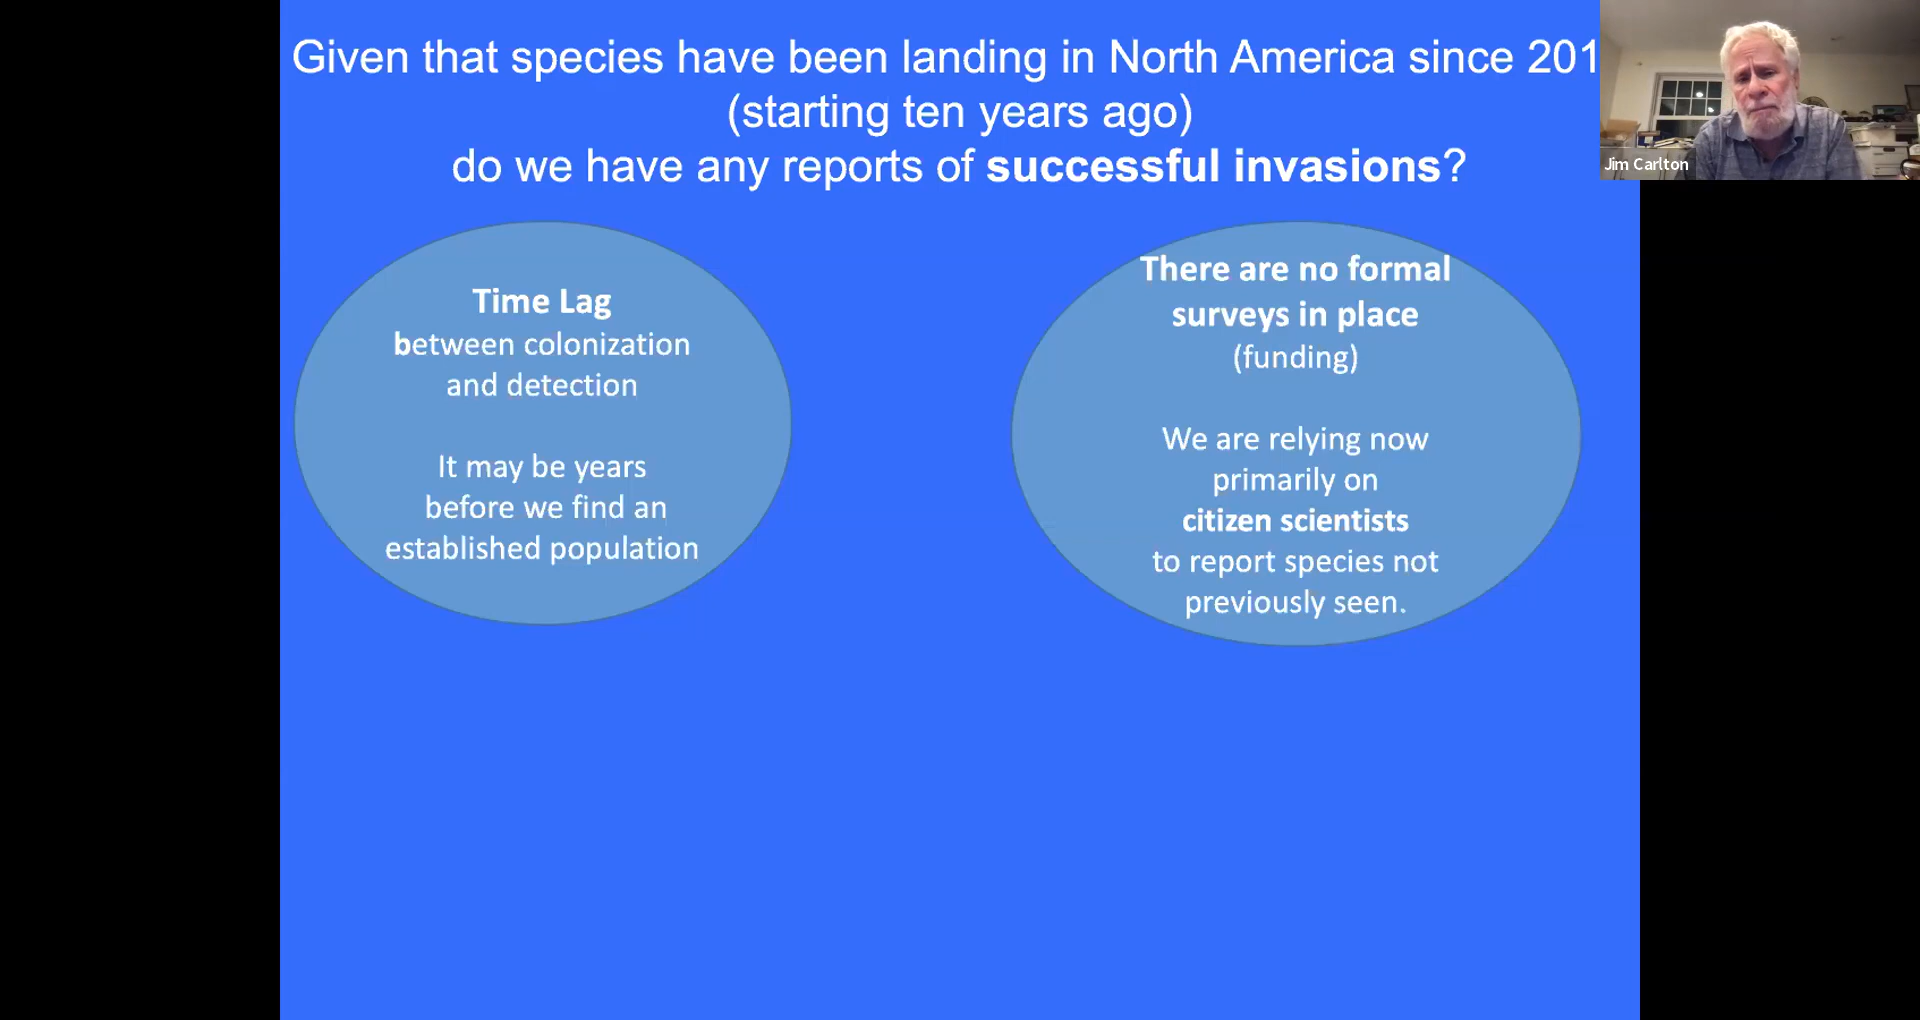 Given that species have been landing in North America since 201
(starting ten years ago)
do we have any reports of successful invasions?
Jim Carlton
Time Lag
between colonization
and detection
It may be years
before we find an
established population
There are no formal
surveys in place
(funding)
We are relying now
primarily on
citizen scientists
to report species not
previously seen.